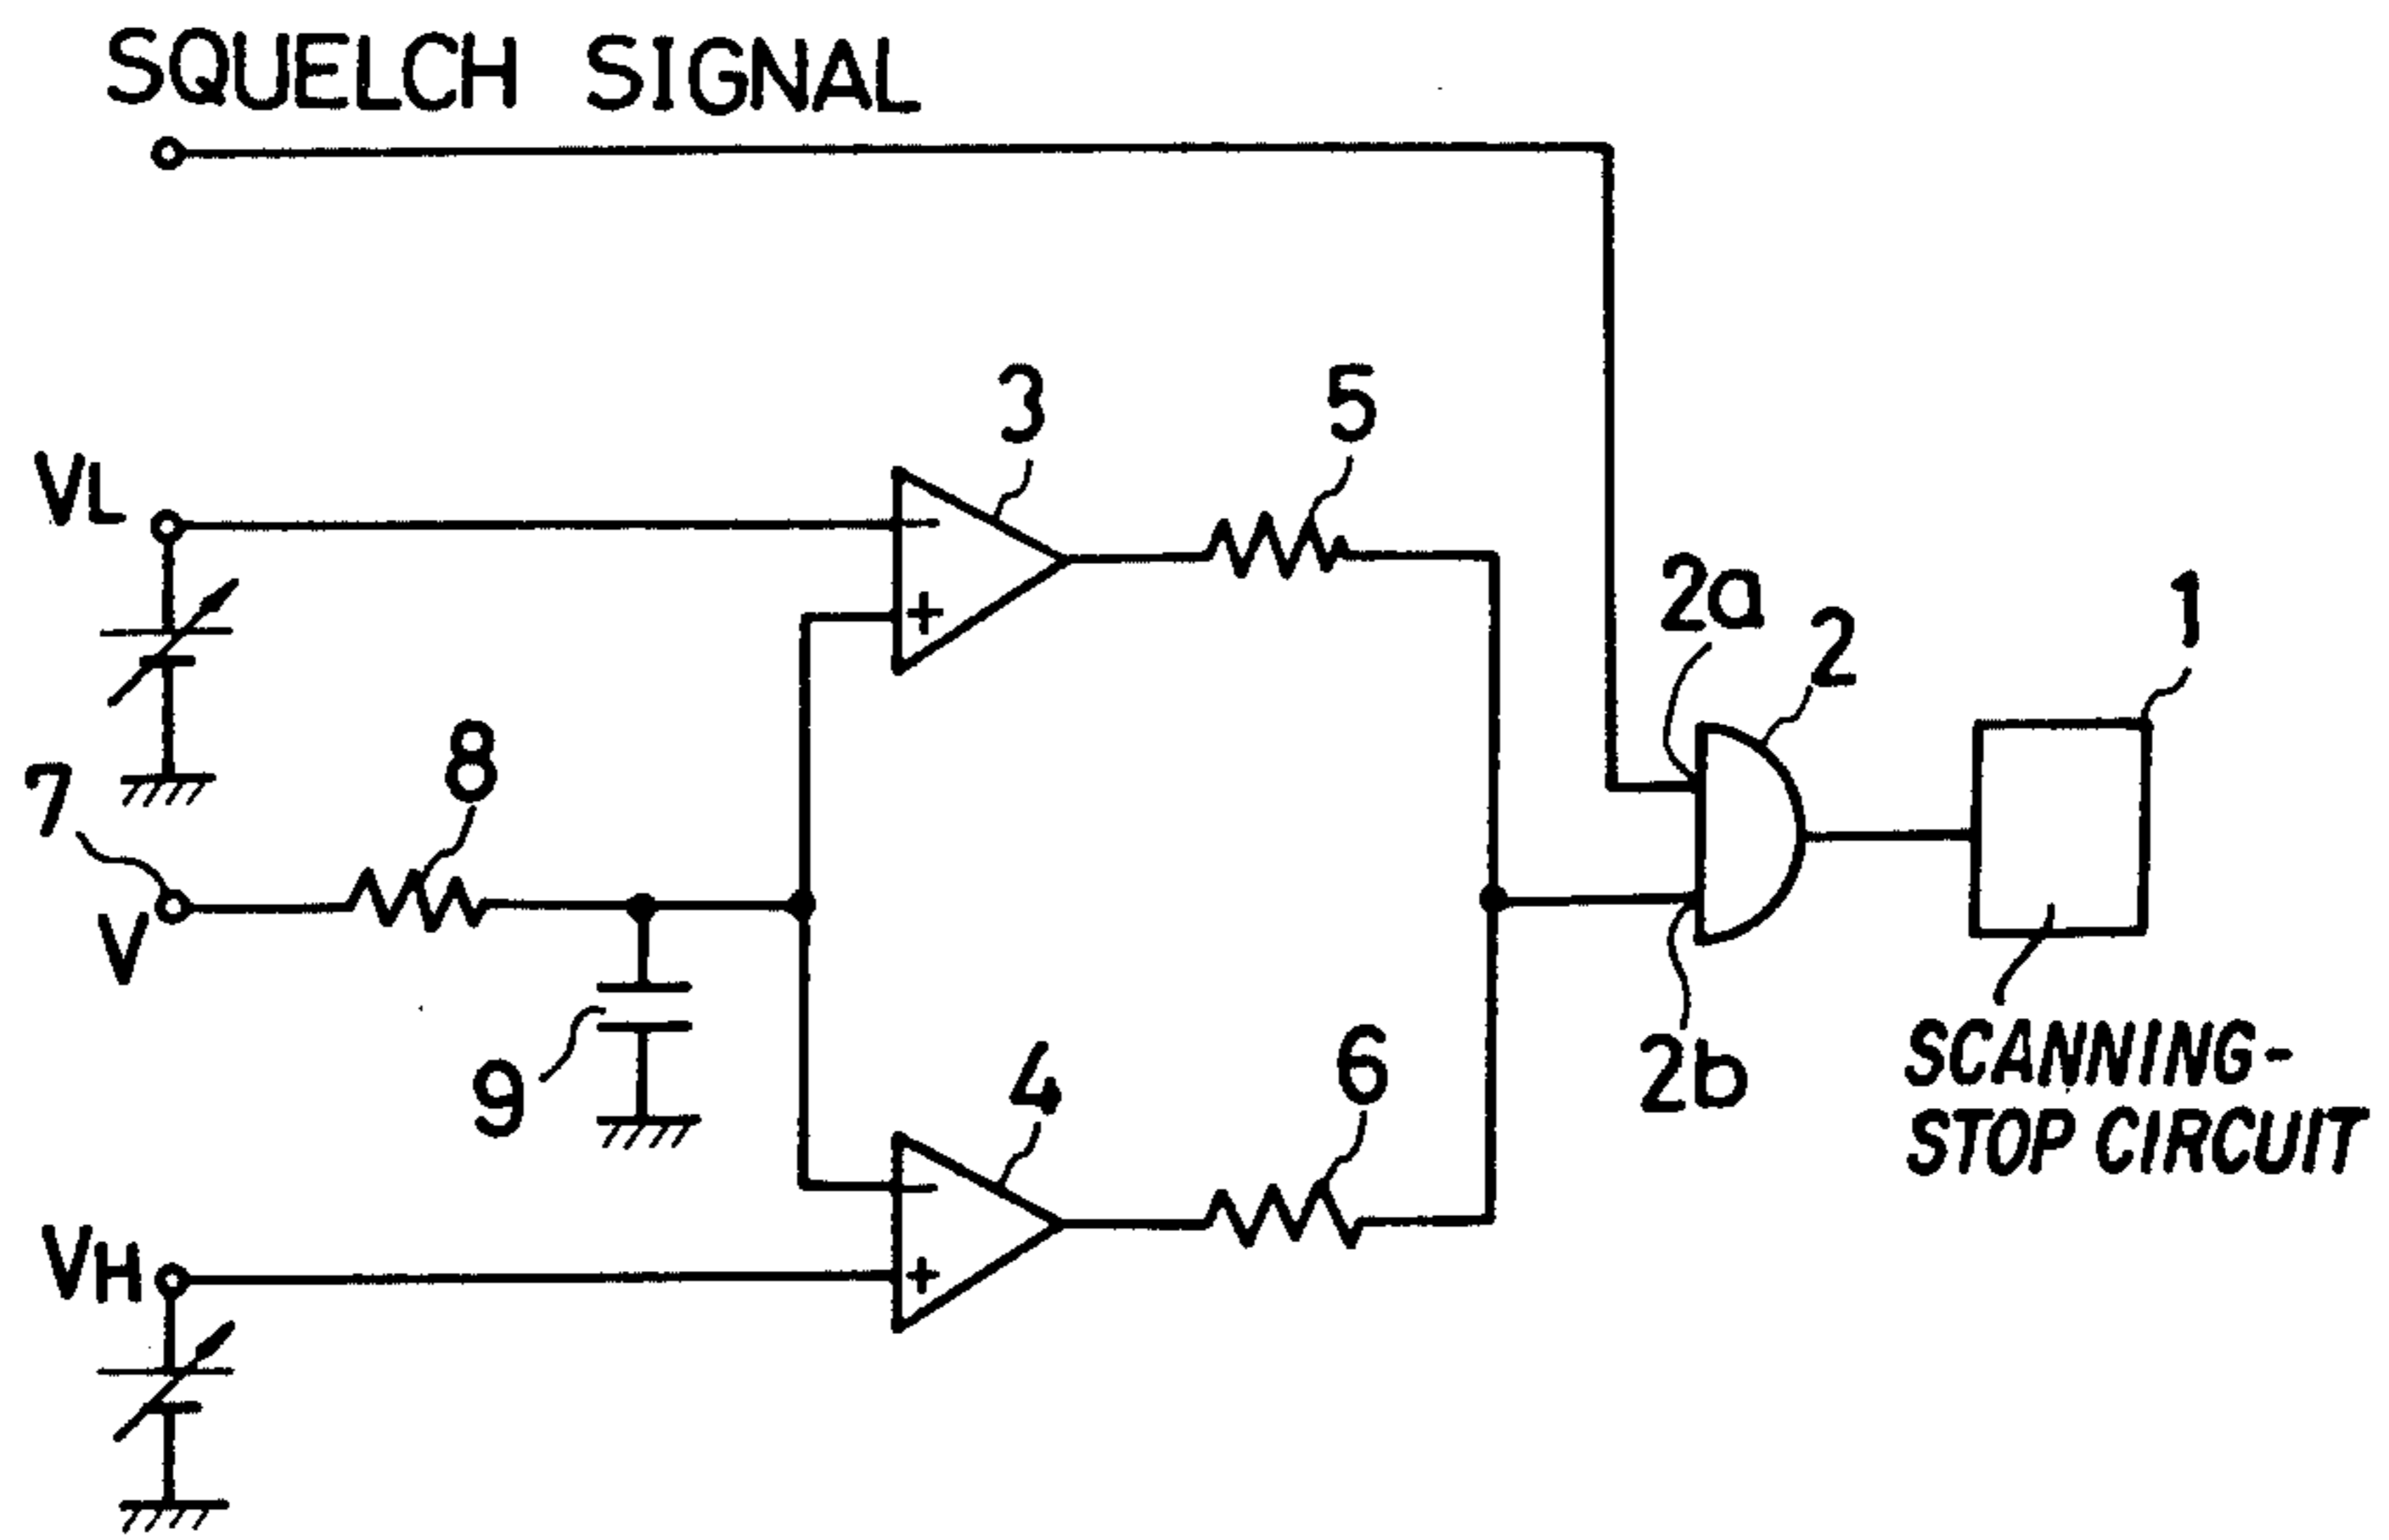 SQUELCH SIGNAL
3
5
VL
2a
2
1
8
7
V
9
4
6
2b
SCANNING-
STOP CIRCUIT
VH
−
+
−
+